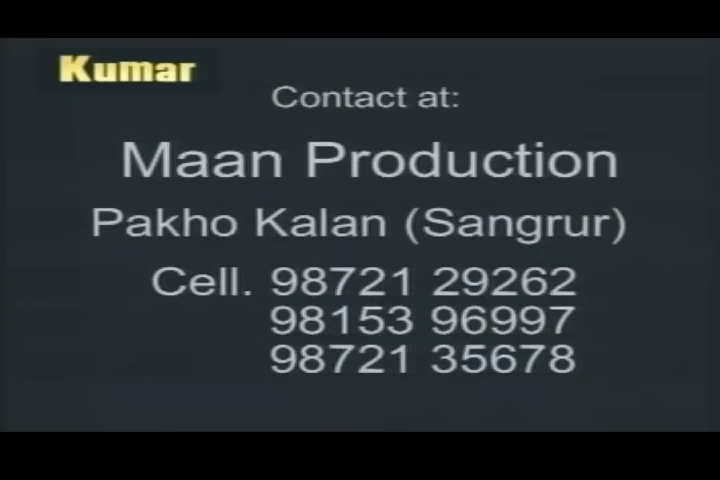 Kumar
Contact at:
Maan Production
Pakho Kalan (Sangrur)
Cell. 98721 29262
98153 96997
98721 35678